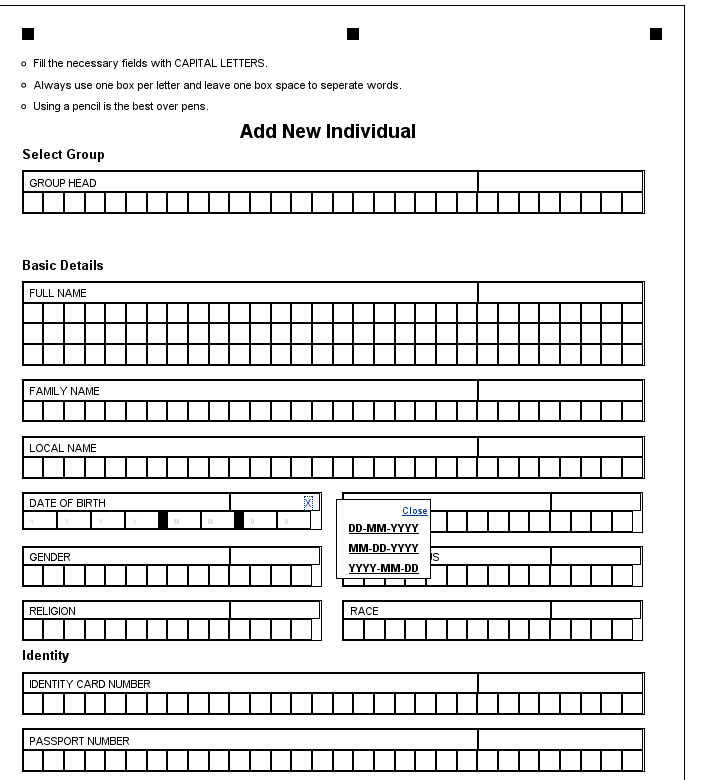 Fill the necessary fields with CAPITAL LETTERS.
Always use one box per letter and leave one box space to seperate words.
Using a pencil is the best over pens.
Add New Individual
Select Group
GROUP HEAD
Basic Details
FULL NAME
FAMILY NAME
LOCAL NAME
DATE OF BIRTH X
Y Y Y Y M M D D
Close
DD-MM-YYYY
MM-DD-YYYY
YYYY-MM-DD
GENDER
US
RELIGION RACE
Identity
IDENTITY CARD NUMBER
PASSPORT NUMBER